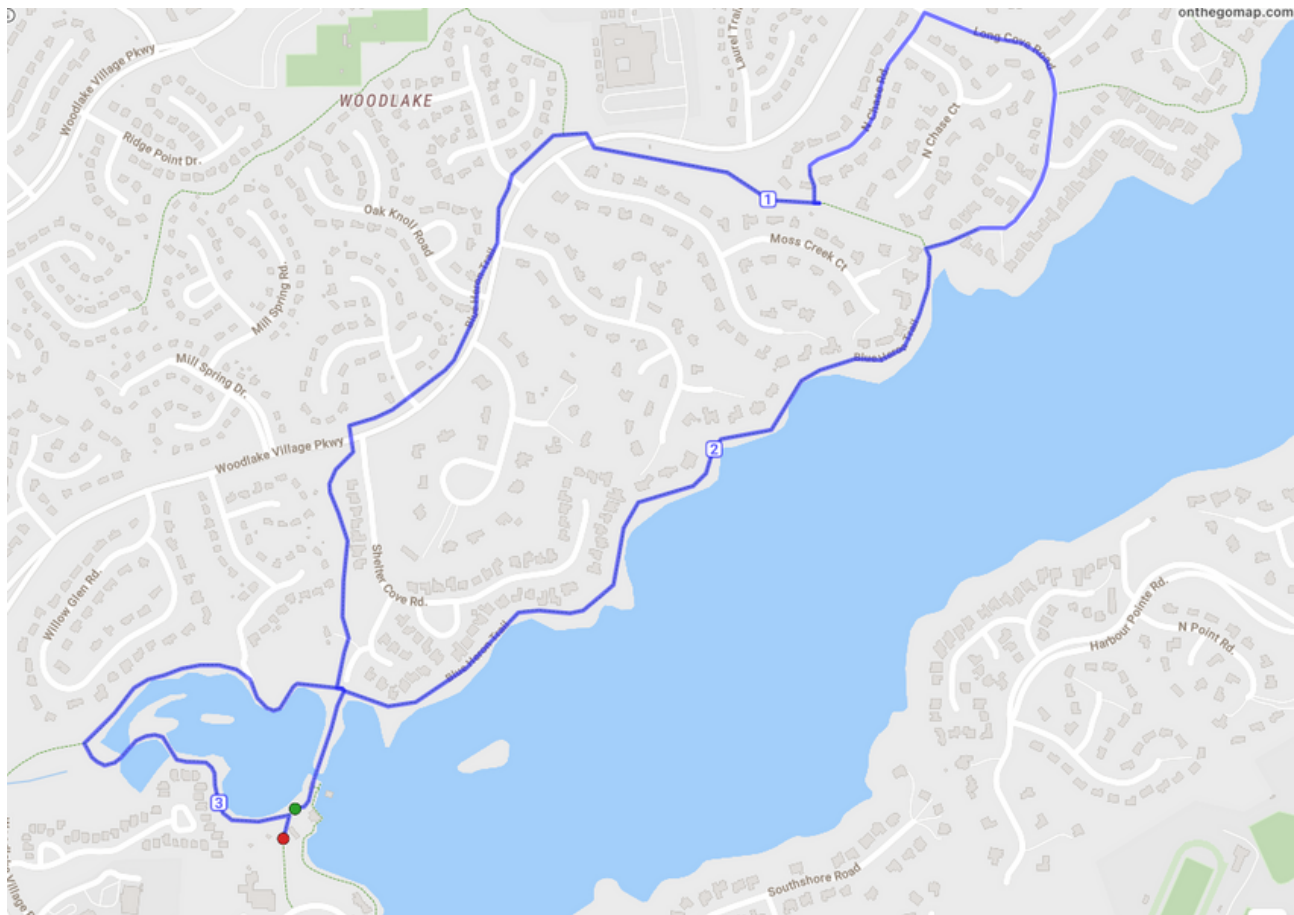 onthegomap.com
Woodlake Village Pkwy
WOODLAKE
Laurel Trail
Long Cove Road
N Chase Rd.
N Chase Ct
Ridge Point Dr.
1
Oak Knoll Road
Moss Creek Ct
Blue Heron Trail
Mill Spring Rd.
Blue Heron Trail
Mill Spring Dr.
Woodlake Village Pkwy
2
Shelter Cove Rd.
Willow Glen Rd.
Harbour Pointe Rd.
N Point Rd.
Blue Heron Trail
3
Southshore Road